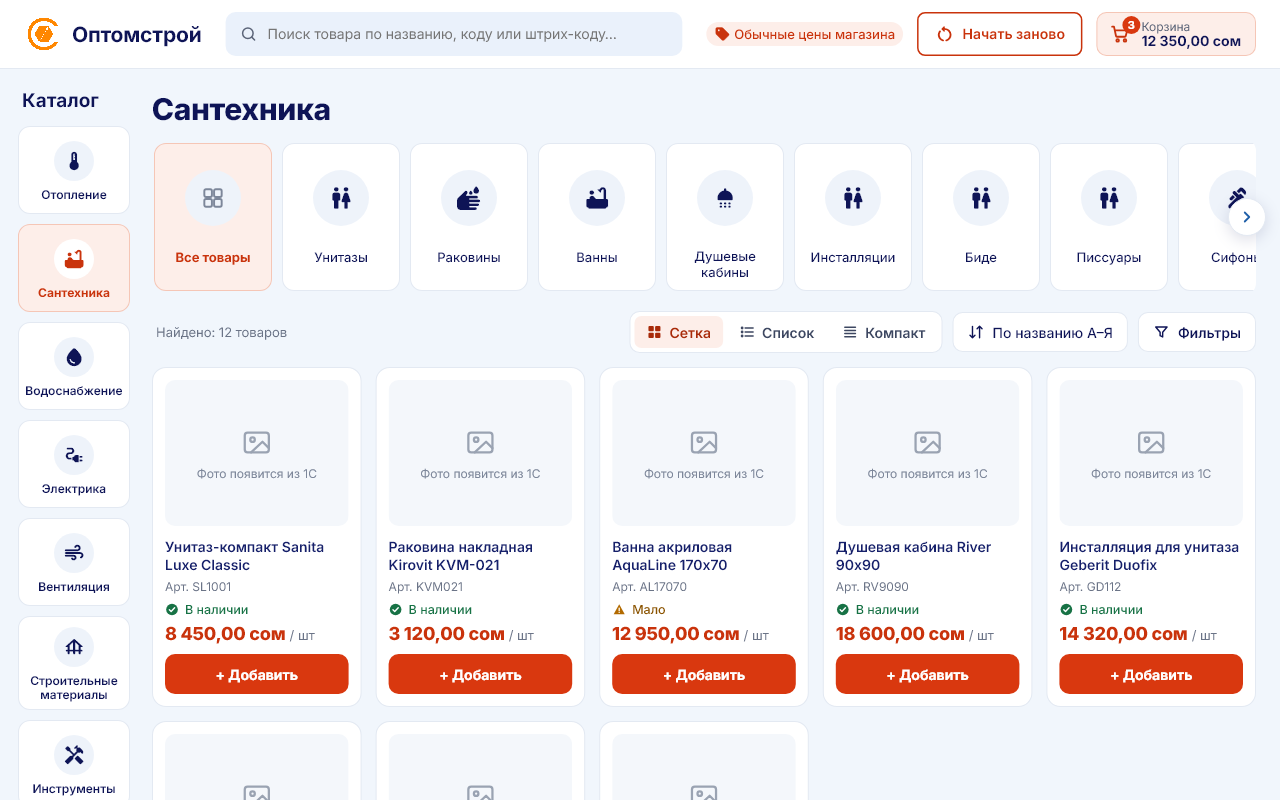 Оптомстрой
Поиск товара по названию, коду или штрих-коду...
Обычные цены магазина
Начать заново
3
Корзина
12 350,00 сом
Каталог
Отопление
Сантехника
Водоснабжение
Электрика
Вентиляция
Строительные
материалы
Инструменты
Сантехника
Все товары
Унитазы
Раковины
Ванны
Душевые
кабины
Инсталляции
Биде
Писсуары
Найдено: 12 товаров
Сетка
Список
Компакт
По названию А–Я
Фильтры
Фото появится из 1С
Унитаз-компакт Sanita
Luxe Classic
Арт. SL1001
В наличии
8 450,00 сом / шт
+ Добавить
Фото появится из 1С
Раковина накладная
Kirovit KVM-021
Арт. KVM021
В наличии
3 120,00 сом / шт
+ Добавить
Фото появится из 1С
Ванна акриловая
AquaLine 170x70
Арт. AL17070
Мало
12 950,00 сом / шт
+ Добавить
Фото появится из 1С
Душевая кабина River
90x90
Арт. RV9090
В наличии
18 600,00 сом / шт
+ Добавить
Фото появится из 1С
Инсталляция для унитаза
Geberit Duofix
Арт. GD112
В наличии
14 320,00 сом / шт
+ Добавить